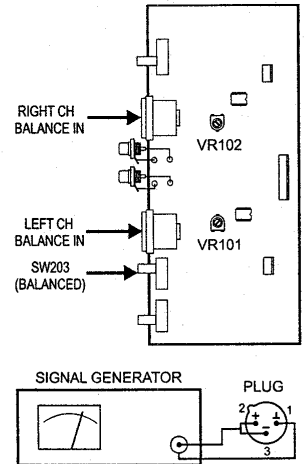 RIGHT CH
BALANCE IN
VR102
LEFT CH
BALANCE IN
VR101
SW203
(BALANCED)
SIGNAL GENERATOR
PLUG
2
1
+
-
3